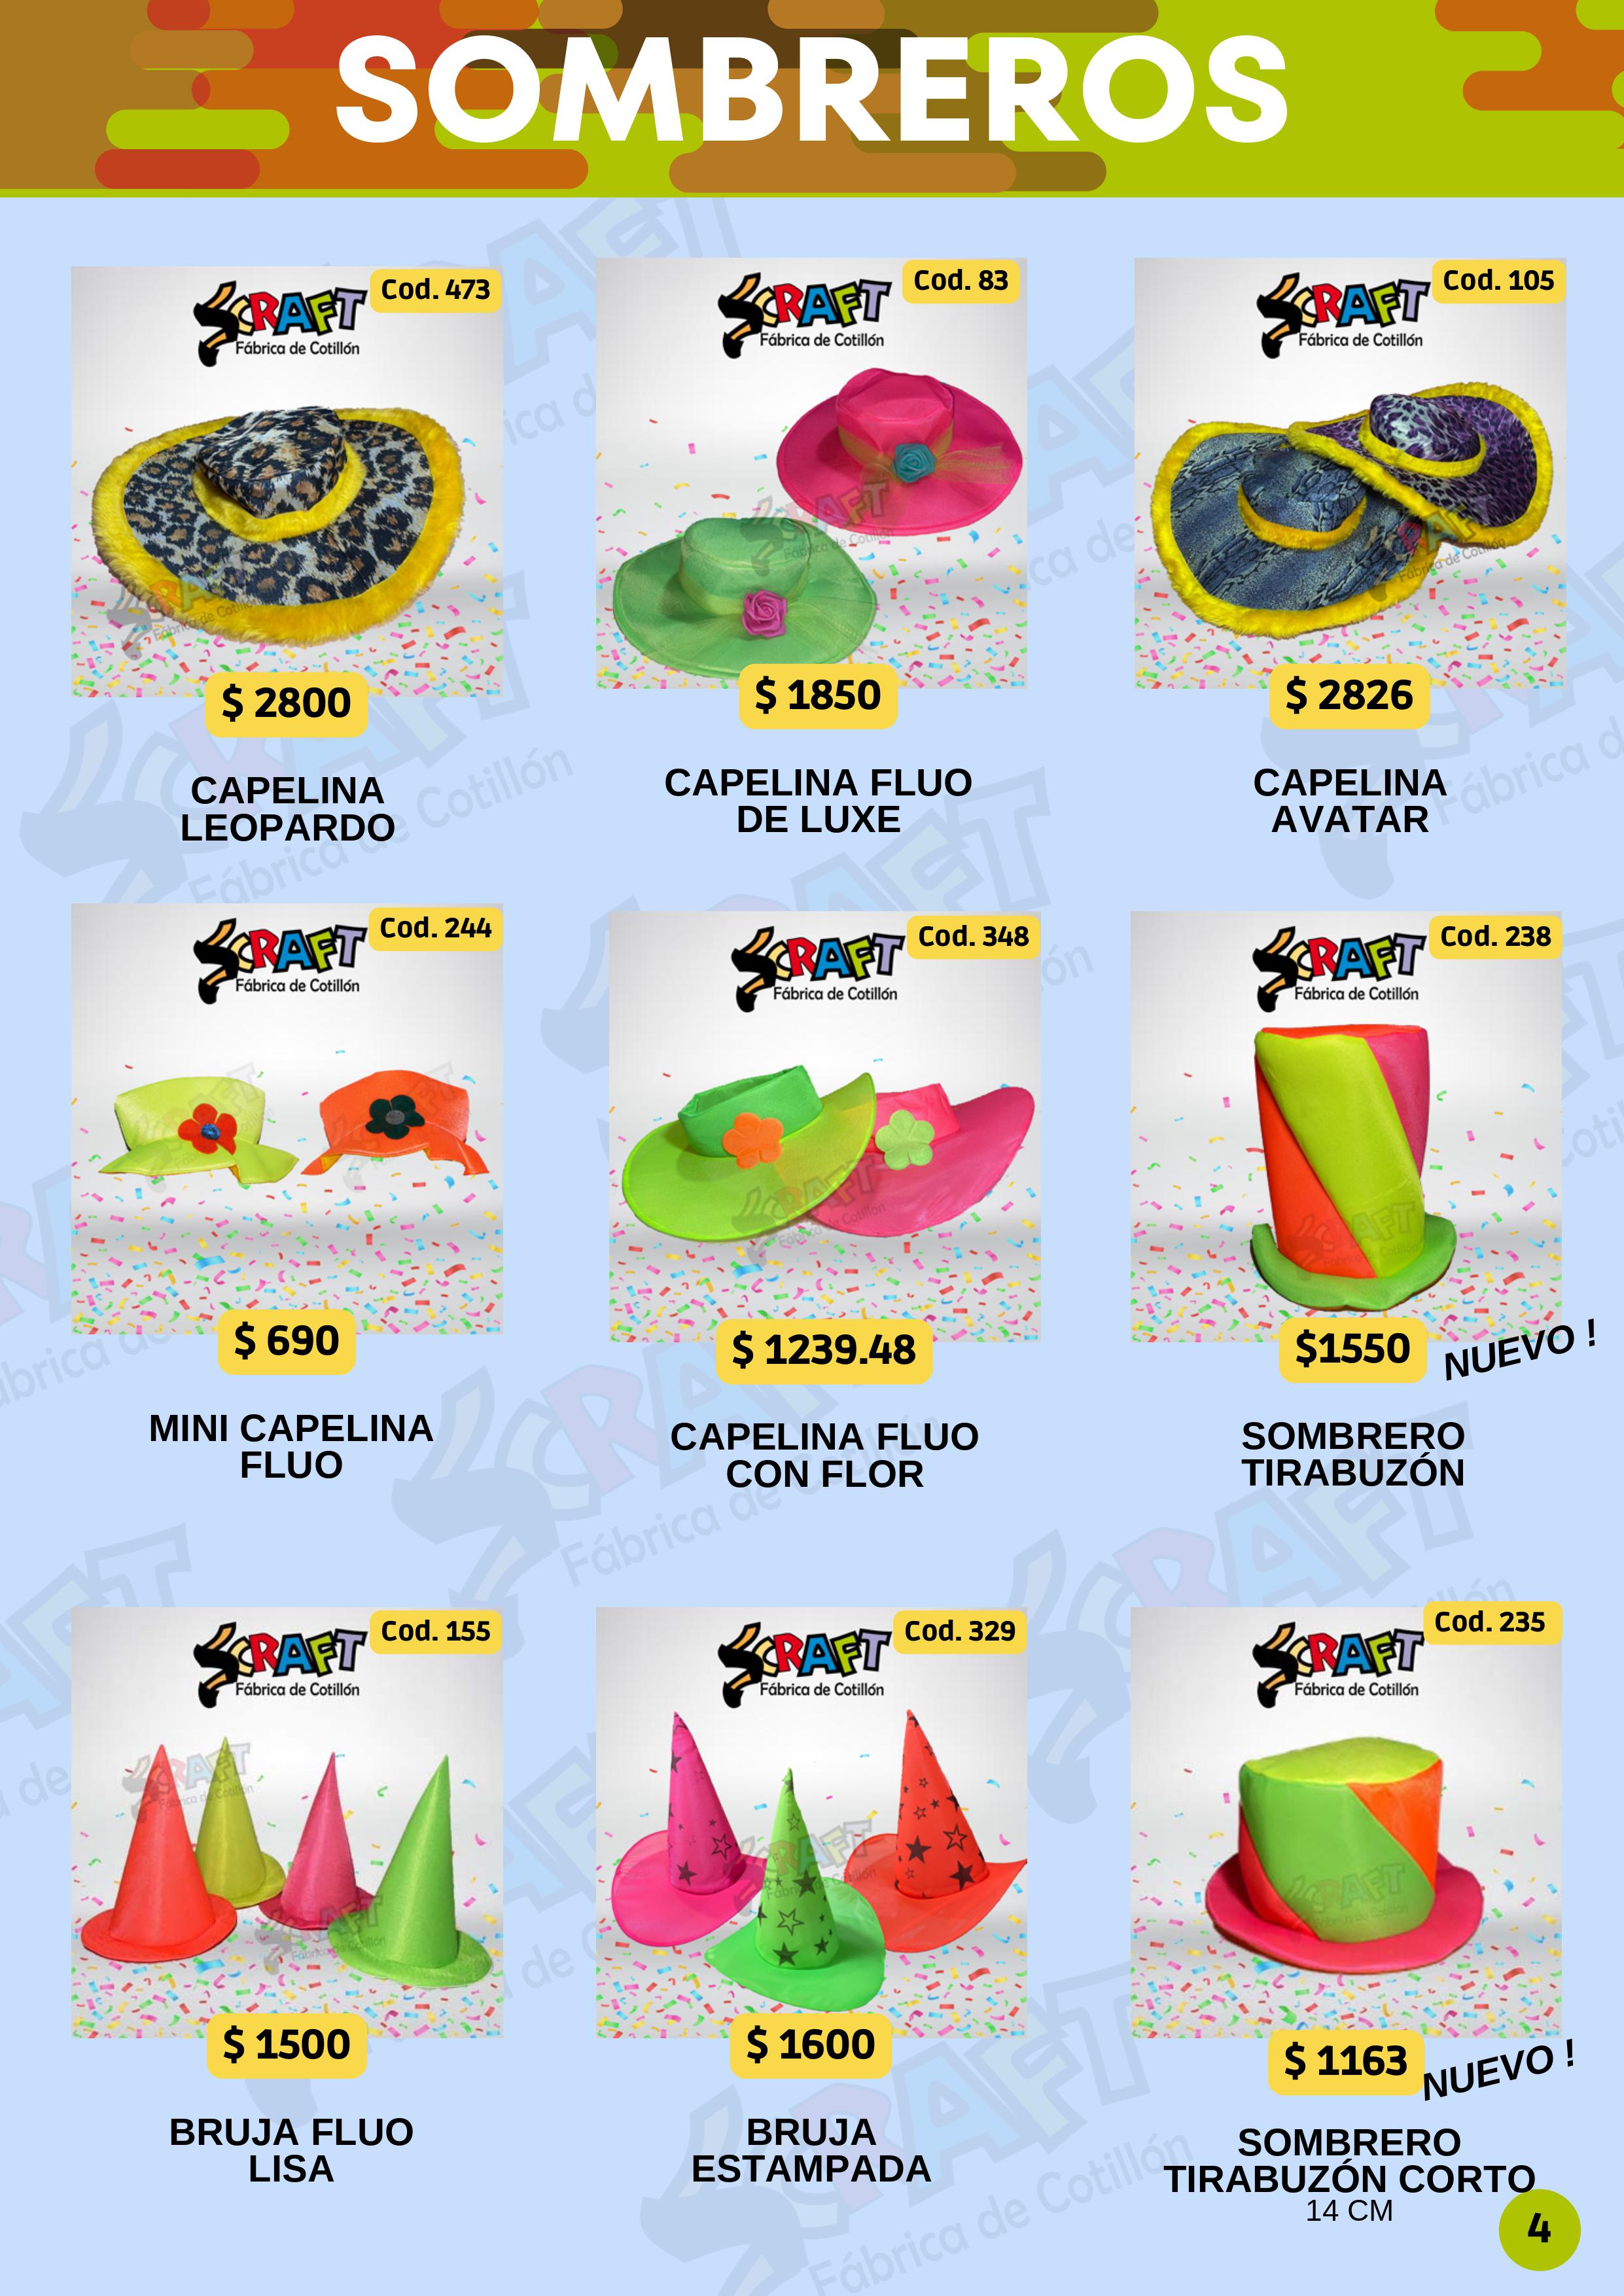 SOMBREROS
Cod. 473
CRAFT
Fábrica de Cotillón
$ 2800
CAPELINA
LEOPARDO
Cod. 83
CRAFT
Fábrica de Cotillón
$ 1850
CAPELINA FLUO
DE LUXE
Cod. 105
CRAFT
Fábrica de Cotillón
$ 2826
CAPELINA
AVATAR
Cod. 244
CRAFT
Fábrica de Cotillón
$ 690
MINI CAPELINA
FLUO
Cod. 348
CRAFT
Fábrica de Cotillón
$ 1239.48
CAPELINA FLUO
CON FLOR
Cod. 238
CRAFT
Fábrica de Cotillón
$1550
NUEVO !
SOMBRERO
TIRABUZÓN
Cod. 155
CRAFT
Fábrica de Cotillón
$ 1500
BRUJA FLUO
LISA
Cod. 329
CRAFT
Fábrica de Cotillón
$ 1600
BRUJA
ESTAMPADA
Cod. 235
CRAFT
Fábrica de Cotillón
$ 1163
NUEVO !
SOMBRERO
TIRABUZÓN CORTO
14 CM
4